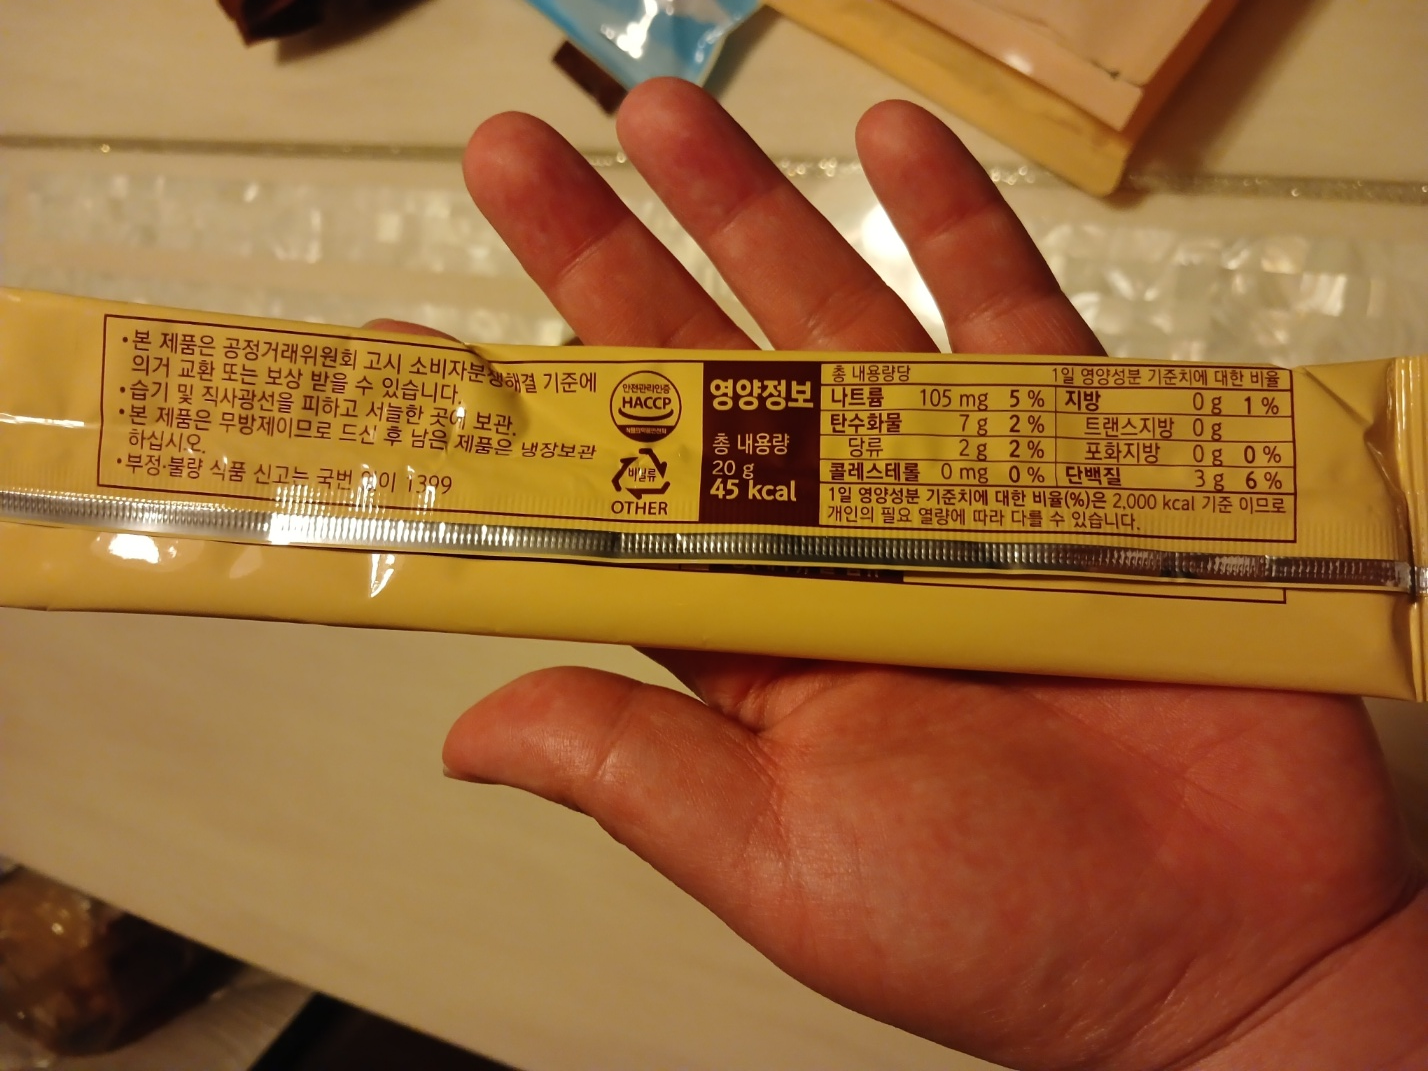 •본 제품은 공정거래위원회 고시 소비자분쟁해결 기준에
의거 교환 또는 보상 받을 수 있습니다.
•습기 및 직사광선을 피하고 서늘한 곳에 보관.
•본 제품은 무방제이므로 드신 후 남은 제품은 냉장보관
하십시오.
•부정·불량 식품 신고는 국번 없이 1399
안전관리인증
HACCP
비닐류
OTHER
영양정보
총 내용량
20 g
45 kcal
총 내용량당 1일 영양성분 기준치에 대한 비율
나트륨 105 mg 5 % 지방 0 g 1 %
탄수화물 7 g 2 % 트랜스지방 0 g
당류 2 g 2 % 포화지방 0 g 0 %
콜레스테롤 0 mg 0 % 단백질 3 g 6 %
1일 영양성분 기준치에 대한 비율(%)은 2,000 kcal 기준 이므로
개인의 필요 열량에 따라 다를 수 있습니다.